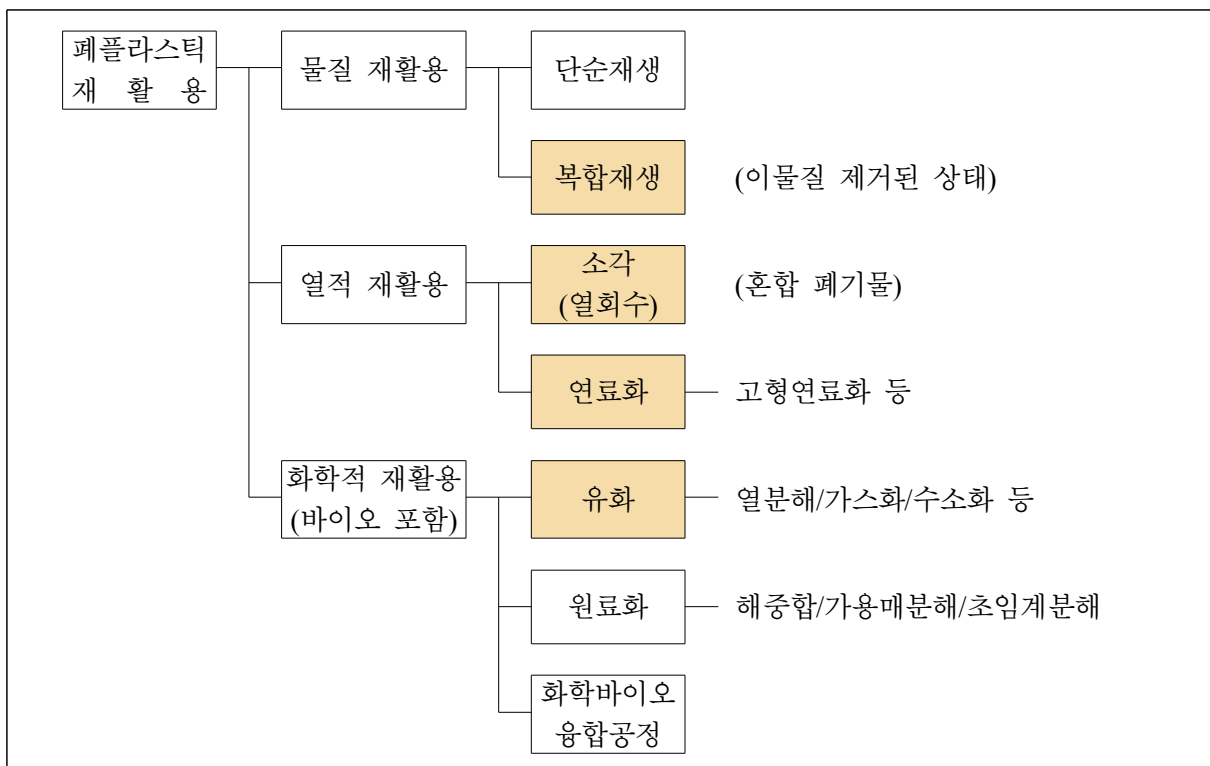 폐플라스틱
재 활 용
물질 재활용
단순재생
복합재생
(이물질 제거된 상태)
열적 재활용
소각
(열회수)
(혼합 폐기물)
연료화
고형연료화 등
화학적 재활용
(바이오 포함)
유화
열분해/가스화/수소화 등
원료화
해중합/가용매분해/초임계분해
화학바이오
융합공정